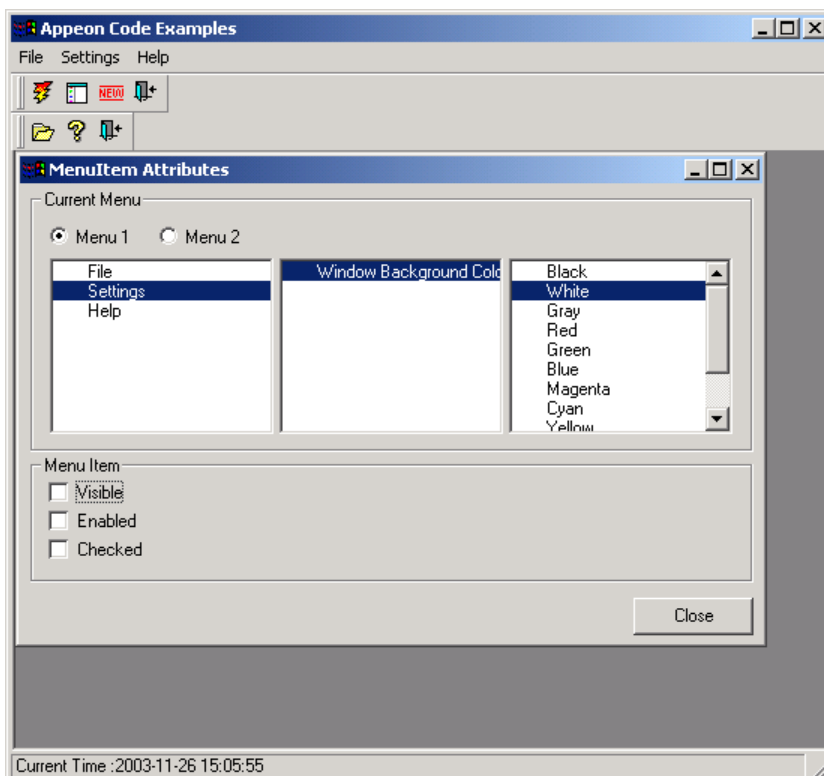 Appeon Code Examples
File Settings Help
NEW
MenuItem Attributes
Current Menu
Menu 1 Menu 2
File
Settings
Help
Window Background Colo
Black
White
Gray
Red
Green
Blue
Magenta
Cyan
Yellow
Menu Item
Visible
Enabled
Checked
Close
Current Time :2003-11-26 15:05:55